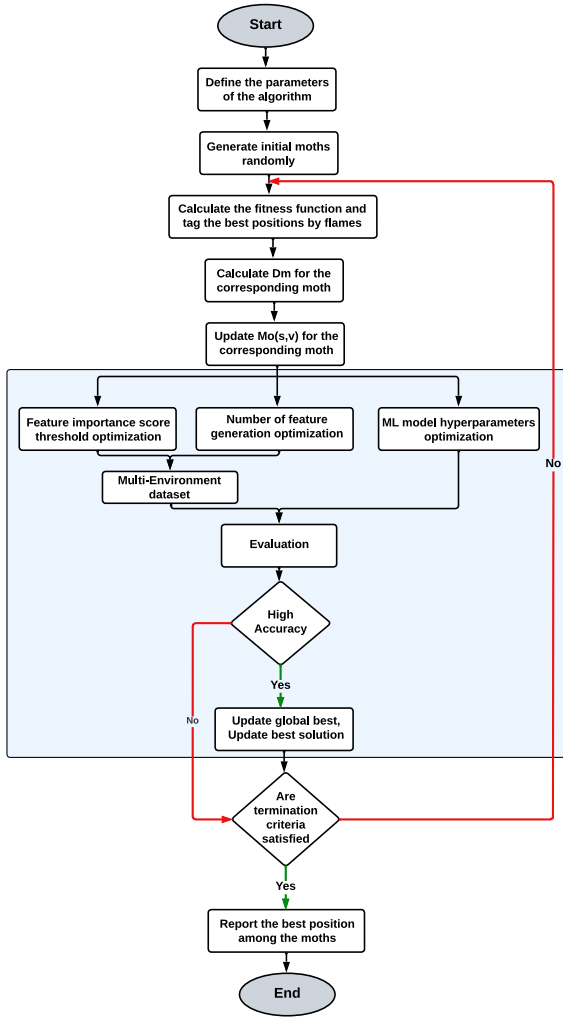 Start
Define the parameters
of the algorithm
Generate initial moths
randomly
Calculate the fitness function and
tag the best positions by flames
Calculate Dm for the
corresponding moth
Update Mo(s,v) for the
corresponding moth
Feature importance score
threshold optimization
Number of feature
generation optimization
ML model hyperparameters
optimization
No
Multi-Environment
dataset
Evaluation
High
Accuracy
Yes
No
Update global best,
Update best solution
Are
termination
criteria
satisfied
Yes
Report the best position
among the moths
End